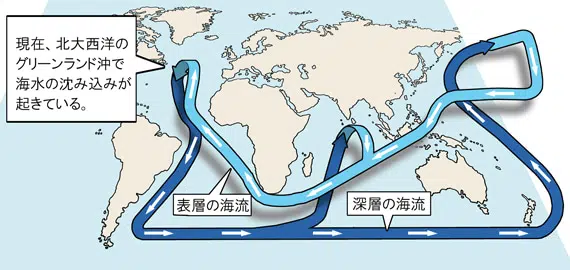 現在、北大西洋の
グリーンランド沖で
海水の沈み込みが
起きている。
表層の海流
深層の海流